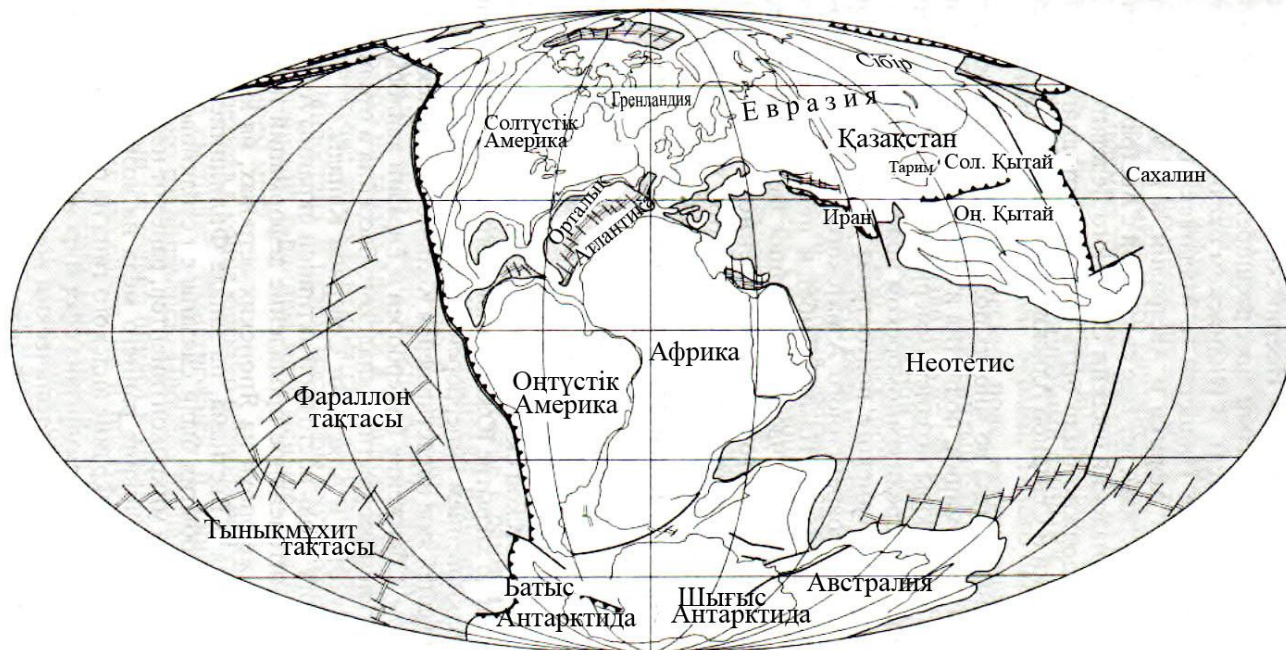 Сібір
Гренландия
Евразия
Солтүстік
Америка
Қазақстан
Тарим
Сол. Қытай
Сахалин
Орталық
Атлантика
Иран
Оң. Қытай
Африка
Неотетис
Оңтүстік
Америка
Фараллон
тақтасы
Тынықмұхит
тақтасы
Батыс
Антарктида
Шығыс
Антарктида
Австралия